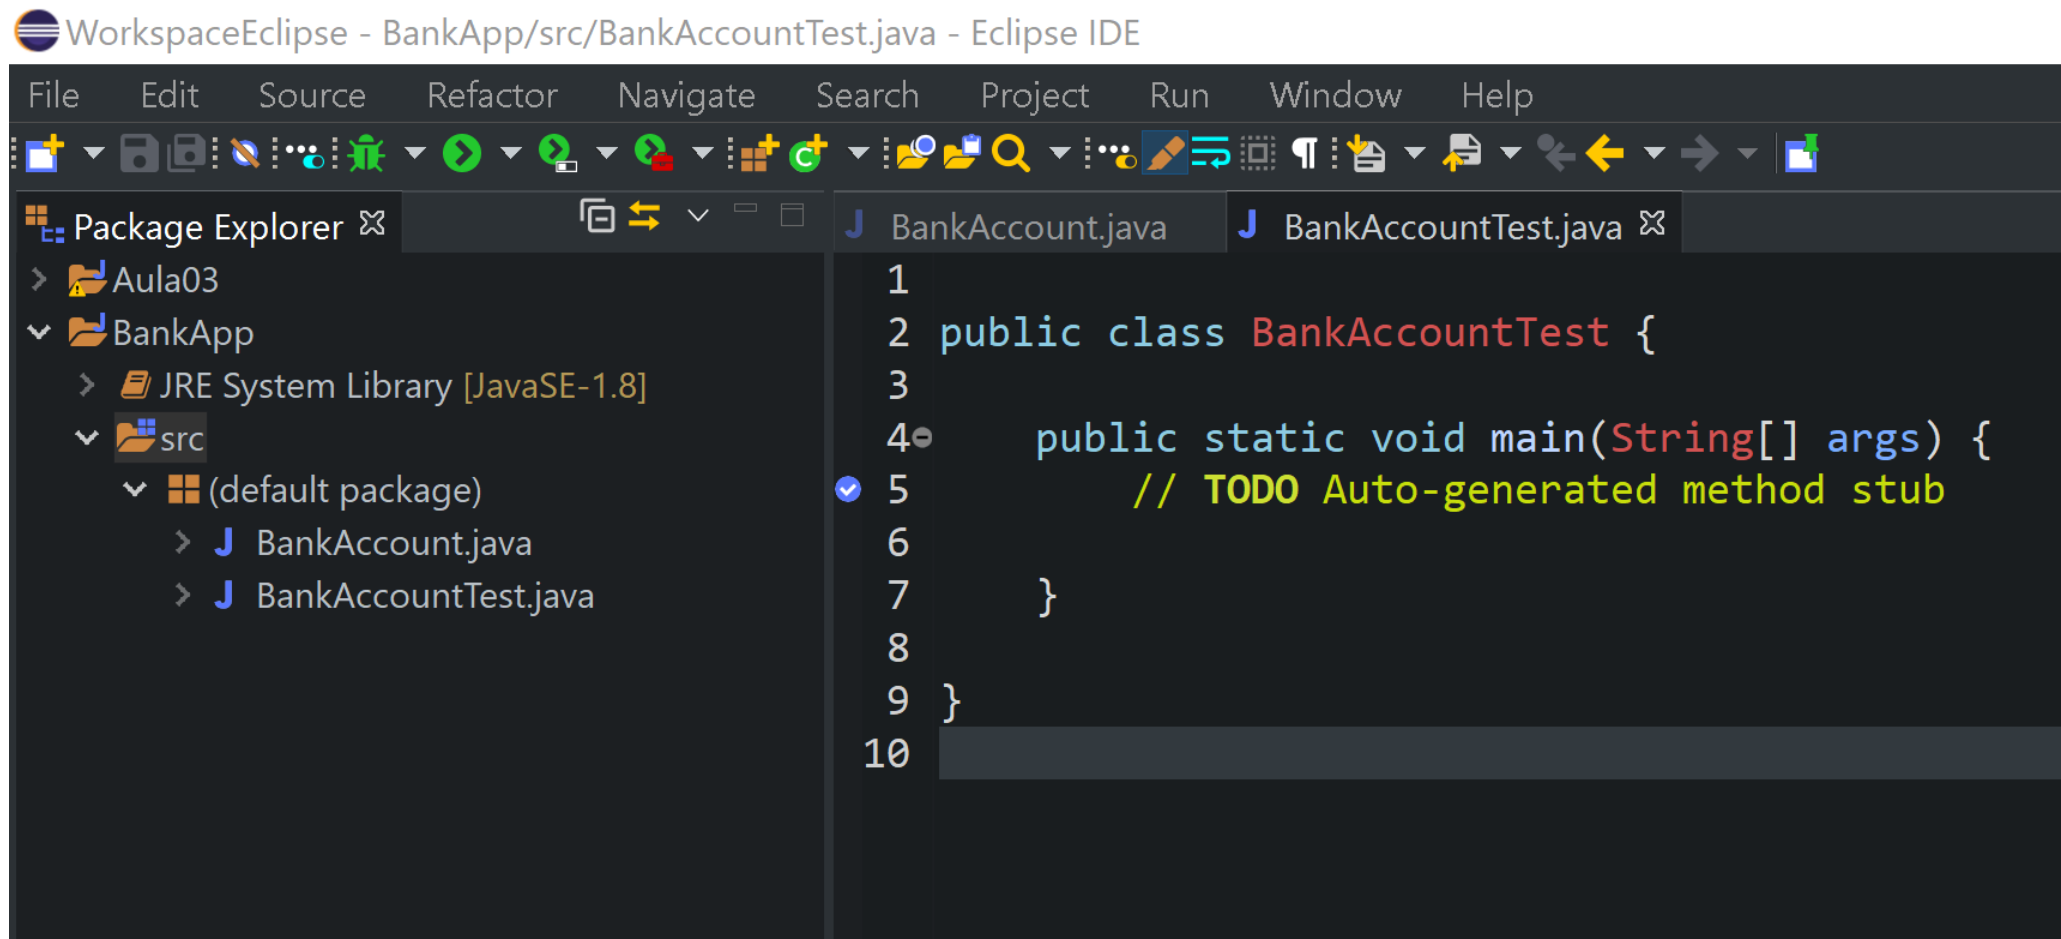 WorkspaceEclipse - BankApp/src/BankAccountTest.java - Eclipse IDE
File Edit Source Refactor Navigate Search Project Run Window Help
Package Explorer
Aula03
BankApp
JRE System Library [JavaSE-1.8]
src
(default package)
BankAccount.java
BankAccountTest.java
BankAccount.java BankAccountTest.java
1
2 public class BankAccountTest {
3
4 public static void main(String[] args) {
5 // TODO Auto-generated method stub
6
7 }
8
9 }
10